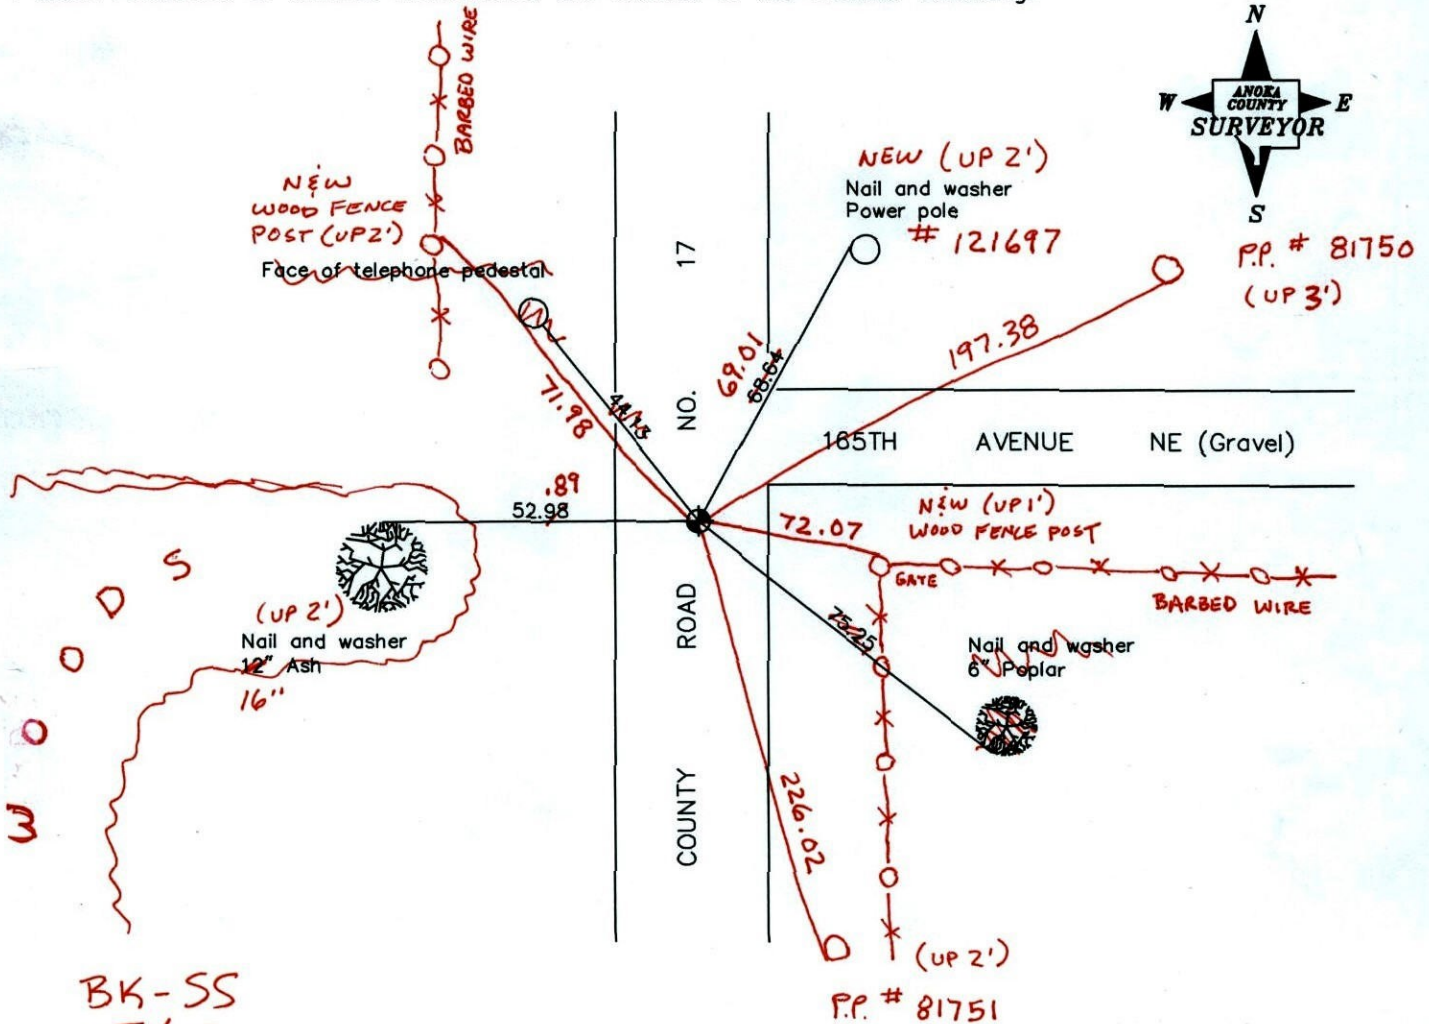 N
W ANOKA COUNTY E
SURVEYOR
S
BARBED WIRE
N&W
WOOD FENCE
POST (UP 2')
Face of telephone pedestal
NEW (UP 2')
Nail and washer
Power pole
# 121697
P.P. # 81750
(UP 3')
71.98
44.13
69.01
68.64
197.38
COUNTY ROAD NO. 17
165TH AVENUE NE (Gravel)
.89
52.98
72.07
N&W (UP 1')
WOOD FENCE POST
GATE
BARBED WIRE
75.25
Nail and washer
6" Poplar
WOODS
(UP 2')
Nail and washer
12" Ash
16"
226.02
(UP 2')
P.P. # 81751
BK-SS